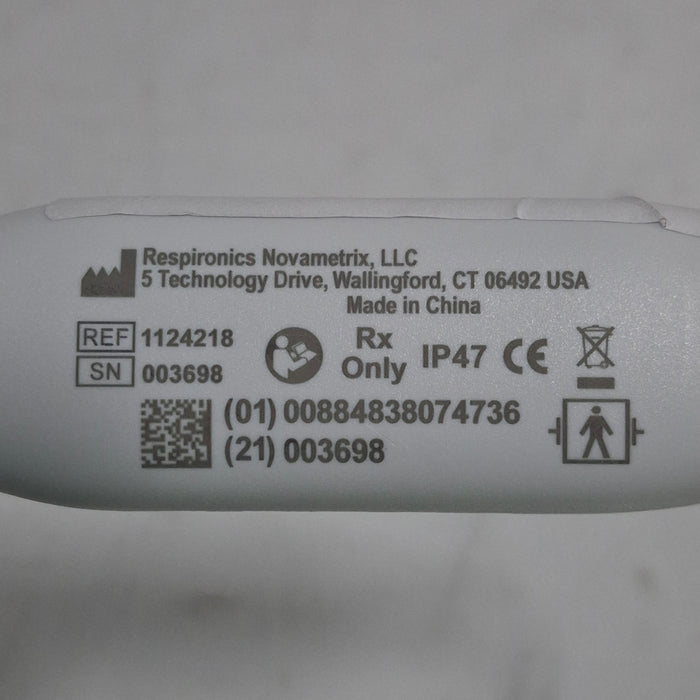 Respironics Novametrix, LLC
5 Technology Drive, Wallingford, CT 06492 USA
Made in China
REF 1124218
SN 003698
Rx
Only
IP47 CE
(01) 00884838074736
(21) 003698